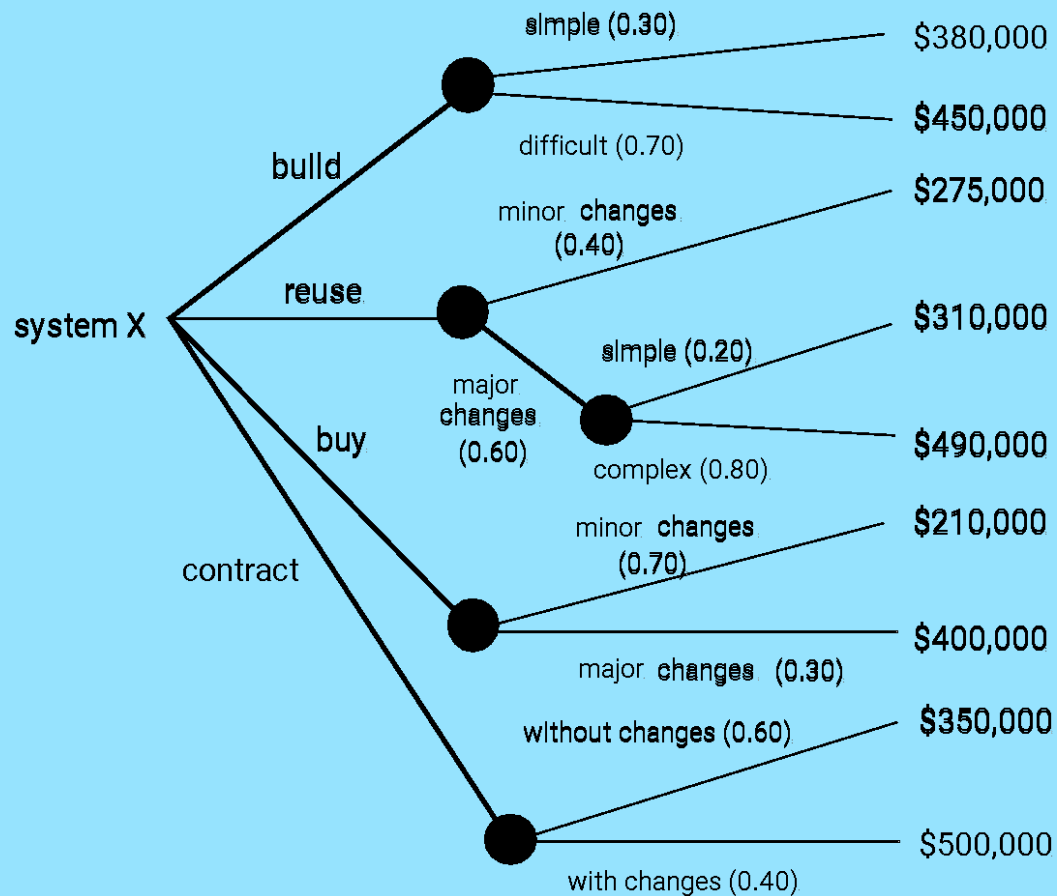 simple (0.30)
$380,000
$450,000
difficult (0.70)
build
minor changes
(0.40)
$275,000
reuse
system X
simple (0.20)
$310,000
major
changes
(0.60)
$490,000
complex (0.80)
buy
minor changes
(0.70)
$210,000
contract
$400,000
major changes (0.30)
without changes (0.60)
$350,000
$500,000
with changes (0.40)